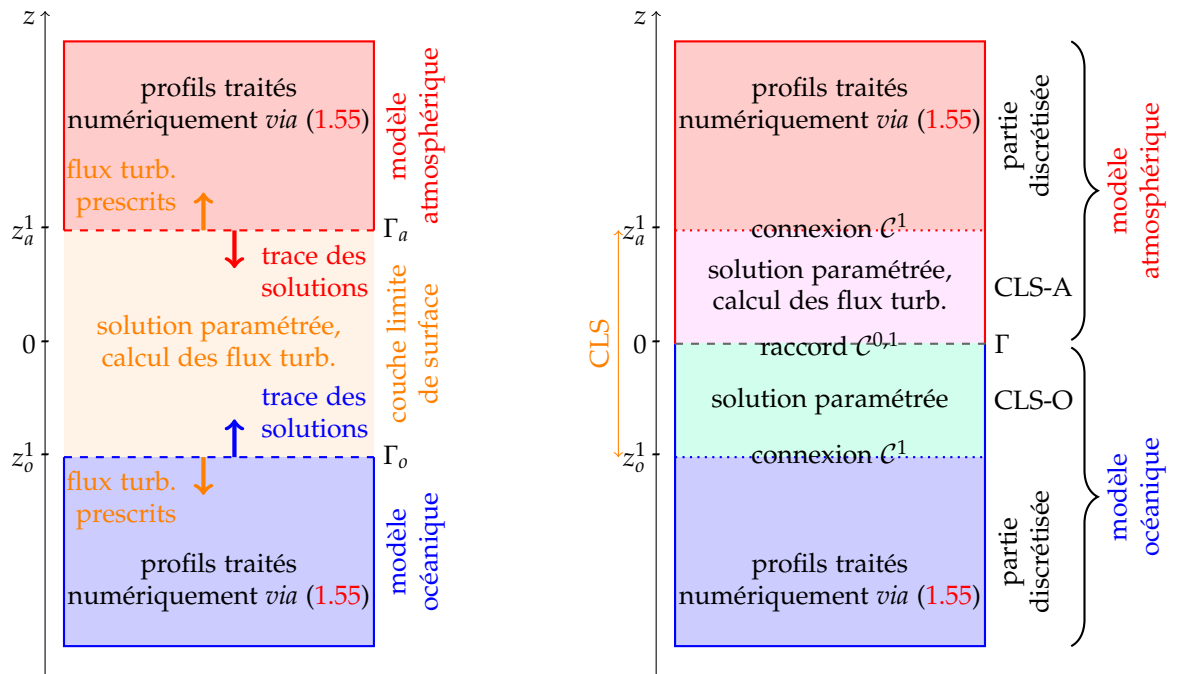 z
profils traités
numériquement via (1.55)
modèle
atmosphérique
flux turb.
prescrits
z_a^1
Γ_a
trace des
solutions
solution paramétrée,
calcul des flux turb.
0
couche limite
de surface
trace des
solutions
z_o^1
Γ_o
flux turb.
prescrits
modèle
océanique
profils traités
numériquement via (1.55)
z
profils traités
numériquement via (1.55)
partie
discrétisée
modèle
atmosphérique
z_a^1
connexion 𝒞^1
solution paramétrée,
calcul des flux turb.
CLS-A
CLS
0
raccord 𝒞^{0,1}
Γ
solution paramétrée
CLS-O
z_o^1
connexion 𝒞^1
modèle
océanique
partie
discrétisée
profils traités
numériquement via (1.55)